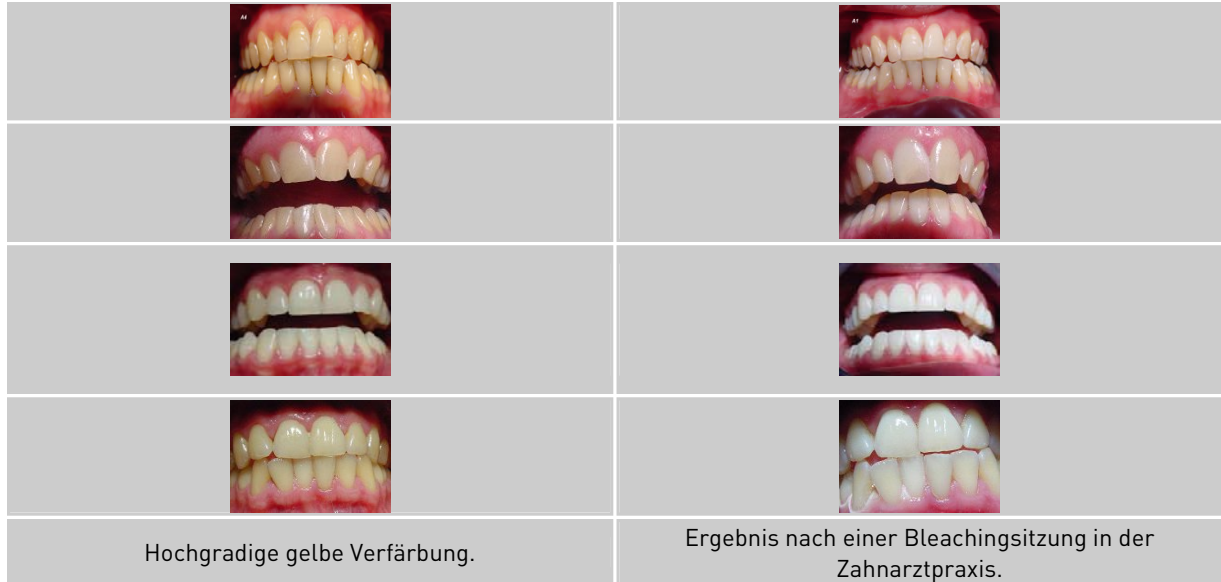 A4
A1
Hochgradige gelbe Verfärbung.
Ergebnis nach einer Bleachingsitzung in der
Zahnarztpraxis.